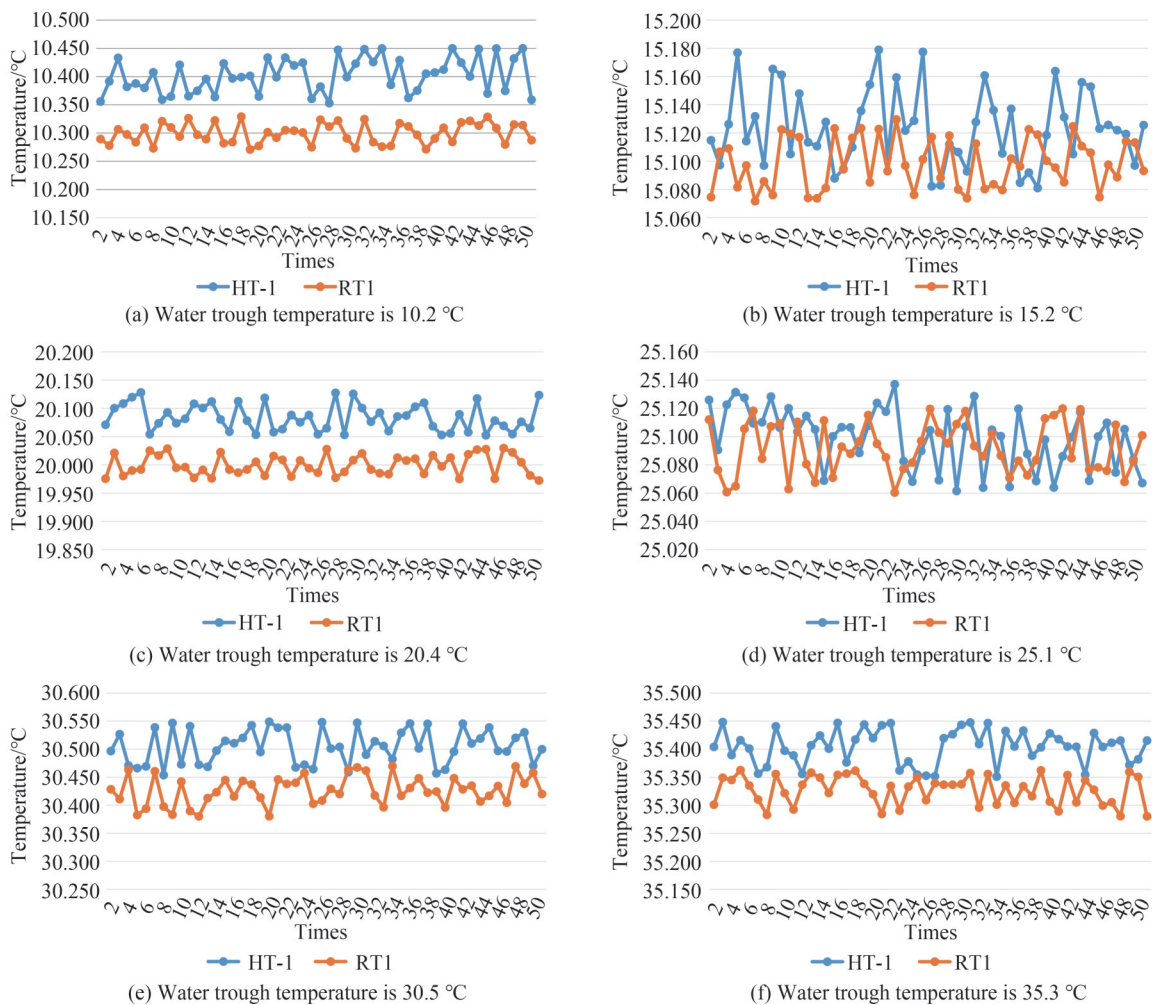 10.500
10.450
10.400
10.350
10.300
10.250
10.200
10.150
Temperature/°C
2 4 6 8 10 12 14 16 18 20 22 24 26 28 30 32 34 36 38 40 42 44 46 48 50
Times
HT-1 RT1
(a) Water trough temperature is 10.2 ℃
15.200
15.180
15.160
15.140
15.120
15.100
15.080
15.060
Temperature/°C
2 4 6 8 10 12 14 16 18 20 22 24 26 28 30 32 34 36 38 40 42 44 46 48 50
Times
HT-1 RT1
(b) Water trough temperature is 15.2 ℃
20.200
20.150
20.100
20.050
20.000
19.950
19.900
19.850
Temperature/°C
2 4 6 8 10 12 14 16 18 20 22 24 26 28 30 32 34 36 38 40 42 44 46 48 50
Times
HT-1 RT1
(c) Water trough temperature is 20.4 ℃
25.160
25.140
25.120
25.100
25.080
25.060
25.040
25.020
Temperature/°C
2 4 6 8 10 12 14 16 18 20 22 24 26 28 30 32 34 36 38 40 42 44 46 48 50
Times
HT-1 RT1
(d) Water trough temperature is 25.1 ℃
30.600
30.550
30.500
30.450
30.400
30.350
30.300
30.250
Temperature/°C
2 4 6 8 10 12 14 16 18 20 22 24 26 28 30 32 34 36 38 40 42 44 46 48 50
Times
HT-1 RT1
(e) Water trough temperature is 30.5 ℃
35.500
35.450
35.400
35.350
35.300
35.250
35.200
35.150
Temperature/°C
2 4 6 8 10 12 14 16 18 20 22 24 26 28 30 32 34 36 38 40 42 44 46 48 50
Times
HT-1 RT1
(f) Water trough temperature is 35.3 ℃